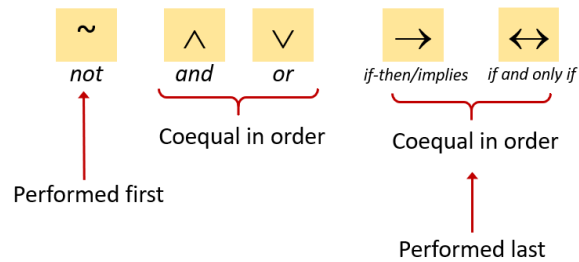 ~ ∧ ∨ → ↔
not and or if-then/implies if and only if
Coequal in order Coequal in order
Performed first
Performed last